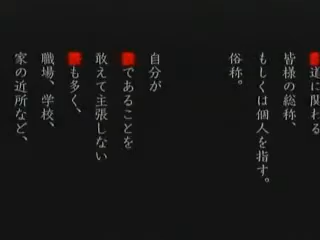 道に関わる
皆様の総称、
もしくは個人を指す。
俗称。
自分が
であることを
敢えて主張しない
も多く、
職場、学校、
家の近所など、